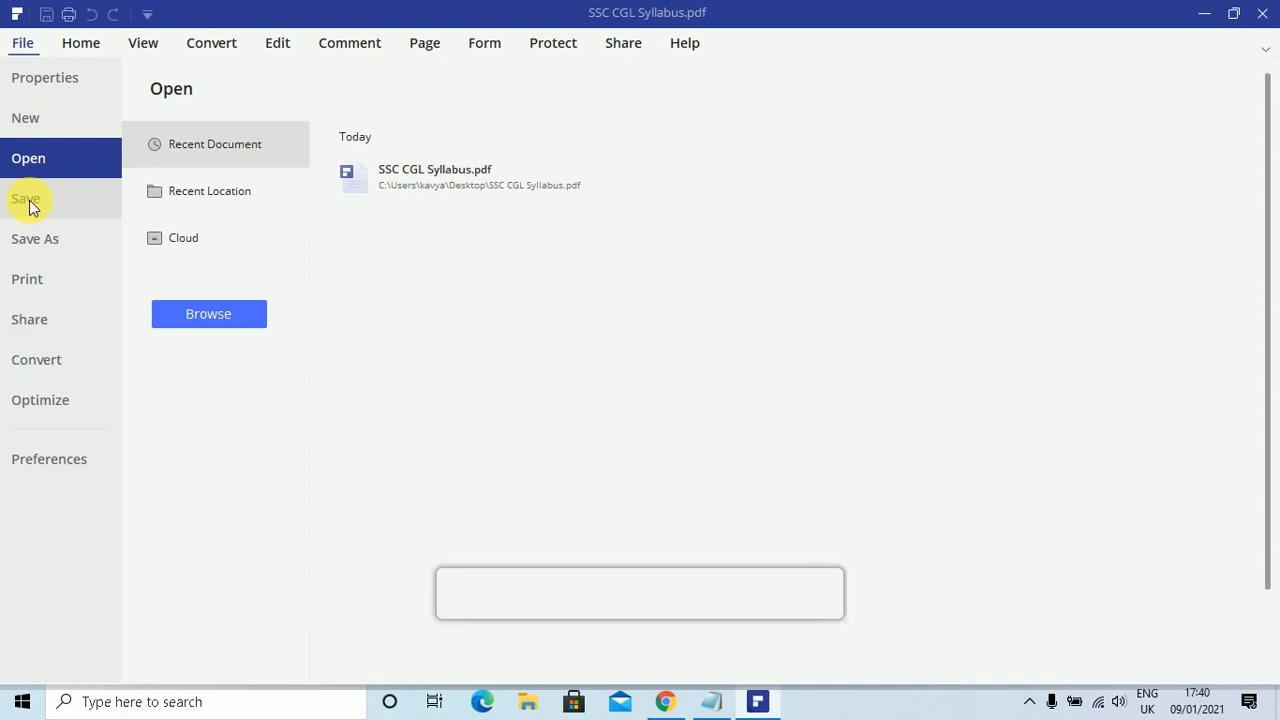 SSC CGL Syllabus.pdf
File Home View Convert Edit Comment Page Form Protect Share Help
Properties
New
Open
Save
Save As
Print
Share
Convert
Optimize
Preferences
Open
Recent Document
Recent Location
Cloud
Browse
Today
SSC CGL Syllabus.pdf
C:\Users\kavya\Desktop\SSC CGL Syllabus.pdf
Type here to search
ENG
UK
17:40
09/01/2021